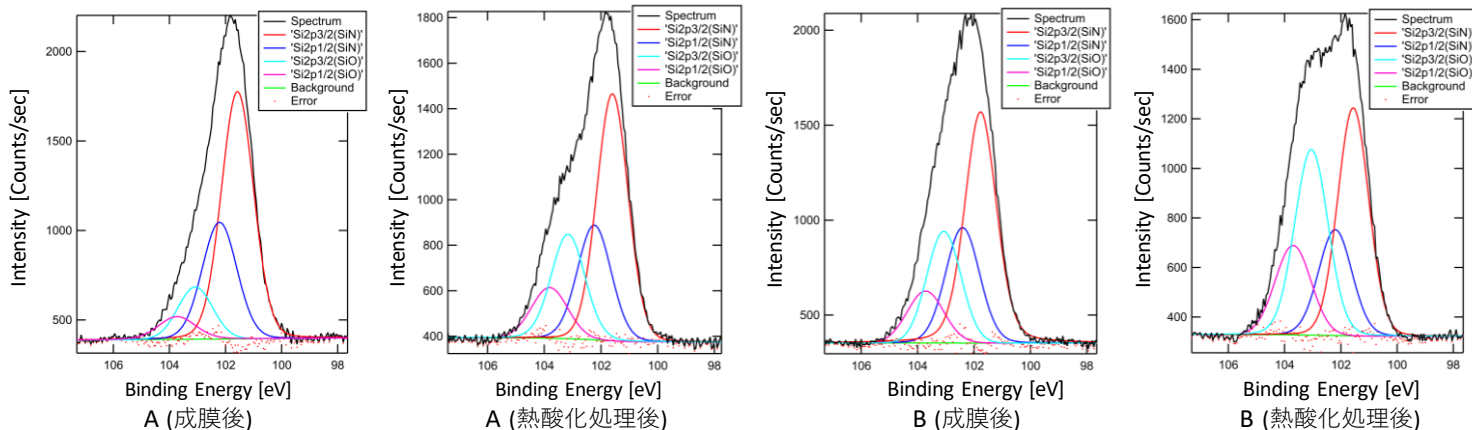 Intensity [Counts/sec]
2000
1500
1000
500
106
104
102
100
98
Spectrum
'Si2p3/2(SiN)'
'Si2p1/2(SiN)'
'Si2p3/2(SiO)'
'Si2p1/2(SiO)'
Background
Error
Binding Energy [eV]
A (成膜後)
Intensity [Counts/sec]
1800
1600
1400
1200
1000
800
600
400
106
104
102
100
98
Spectrum
'Si2p3/2(SiN)'
'Si2p1/2(SiN)'
'Si2p3/2(SiO)'
'Si2p1/2(SiO)'
Background
Error
Binding Energy [eV]
A (熱酸化処理後)
Intensity [Counts/sec]
2000
1500
1000
500
106
104
102
100
98
Spectrum
'Si2p3/2(SiN)'
'Si2p1/2(SiN)'
'Si2p3/2(SiO)'
'Si2p1/2(SiO)'
Background
Error
Binding Energy [eV]
B (成膜後)
Intensity [Counts/sec]
1600
1400
1200
1000
800
600
400
106
104
102
100
98
Spectrum
'Si2p3/2(SiN)'
'Si2p1/2(SiN)'
'Si2p3/2(SiO)'
'Si2p1/2(SiO)'
Background
Error
Binding Energy [eV]
B (熱酸化処理後)